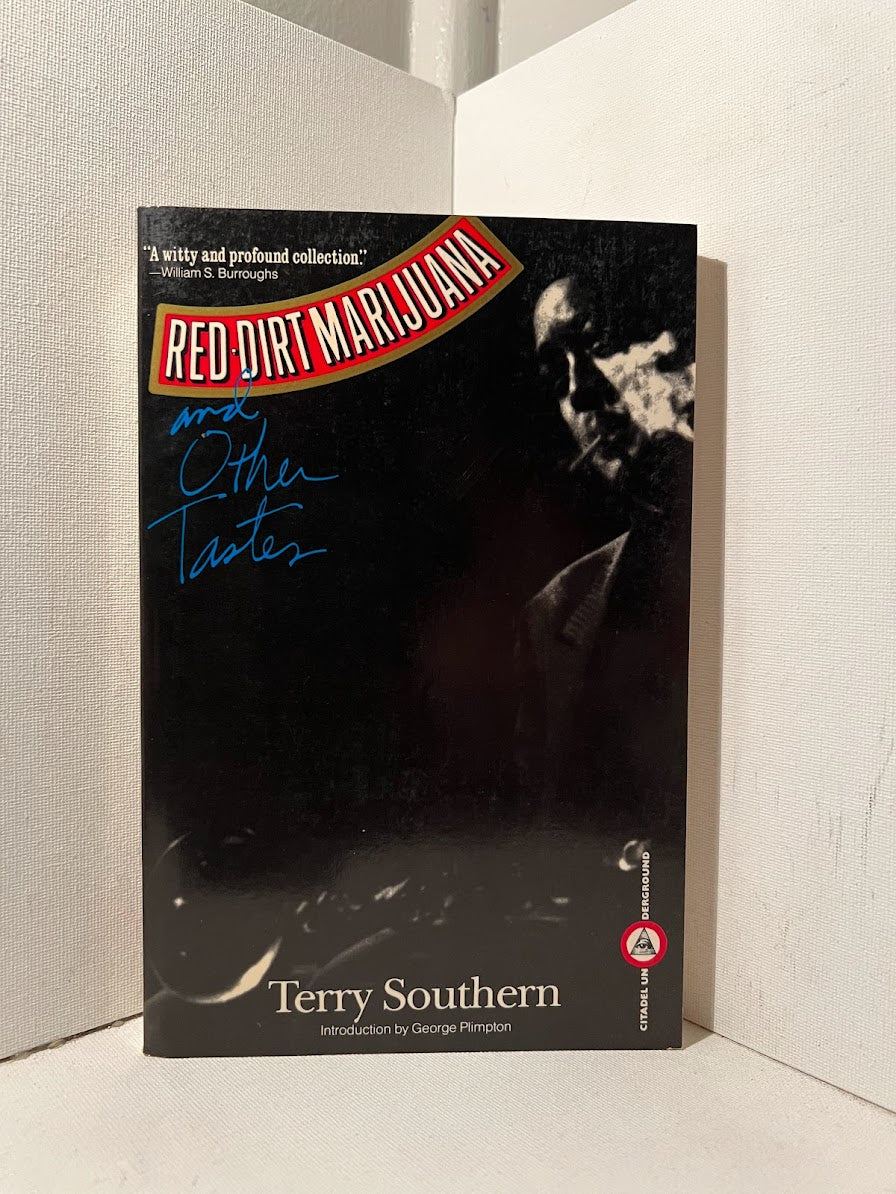 “A witty and profound collection.”
—William S. Burroughs
RED-DIRT MARIJUANA
and
Other
Tastes
Terry Southern
Introduction by George Plimpton
CITADEL UNDERGROUND